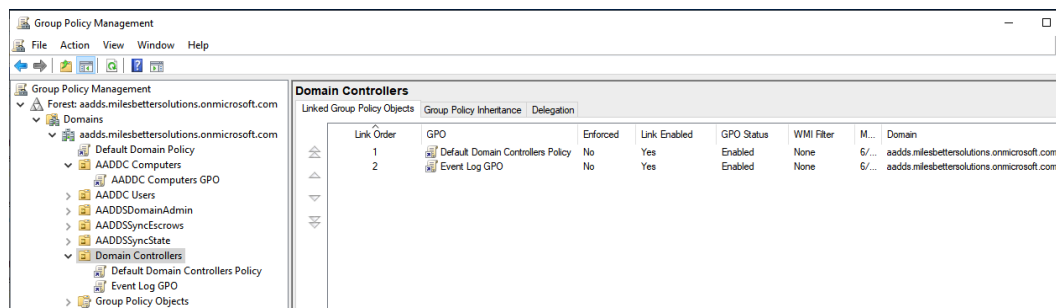 Group Policy Management
File Action View Window Help
Group Policy Management
Forest: aadds.milesbettersolutions.onmicrosoft.com
Domains
aadds.milesbettersolutions.onmicrosoft.com
Default Domain Policy
AADDC Computers
AADDC Computers GPO
AADDC Users
AADDSDomainAdmin
AADDSSyncEscrows
AADDSSyncState
Domain Controllers
Default Domain Controllers Policy
Event Log GPO
Group Policy Objects
Domain Controllers
Linked Group Policy Objects Group Policy Inheritance Delegation
Link Order GPO Enforced Link Enabled GPO Status WMI Filter M... Domain
1 Default Domain Controllers Policy No Yes Enabled None 6/... aadds.milesbettersolutions.onmicrosoft.com
2 Event Log GPO No Yes Enabled None 6/... aadds.milesbettersolutions.onmicrosoft.com